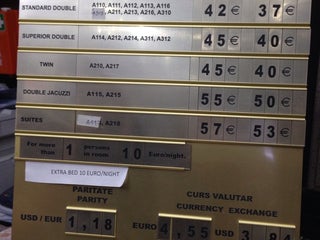 A110, A111, A112, A113, A116
STANDARD DOUBLE A211, A213, A216, A310 42€ 37€
SUPERIOR DOUBLE A114, A212, A214, A311, A312 45€ 40€
TWIN A210, A217 45€ 40€
DOUBLE JACUZZI A115, A215 55€ 50€
SUITES A218 57€ 53€
For more than 1 persons in room 10 Euro/night.
EXTRA BED 10 EURO/NIGHT
PARITATE CURS VALUTAR
PARITY CURRENCY EXCHANGE
USD / EUR 1,18 EURO 4,55 USD